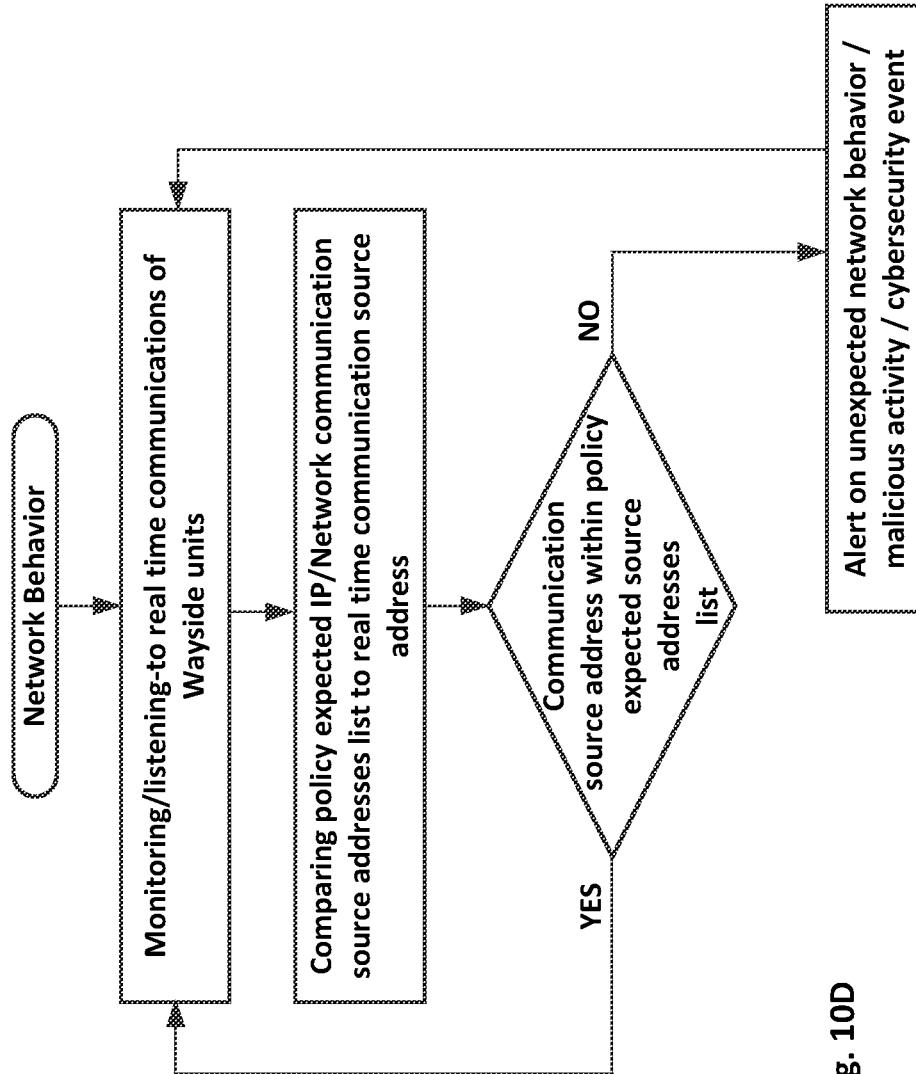 Network Behavior
Monitoring/listening-to real time communications of
Wayside units
Comparing policy expected IP/Network communication
source addresses list to real time communication source
address
Communication
source address within policy
expected source
addresses
list
YES
NO
Alert on unexpected network behavior /
malicious activity / cybersecurity event
g. 10D